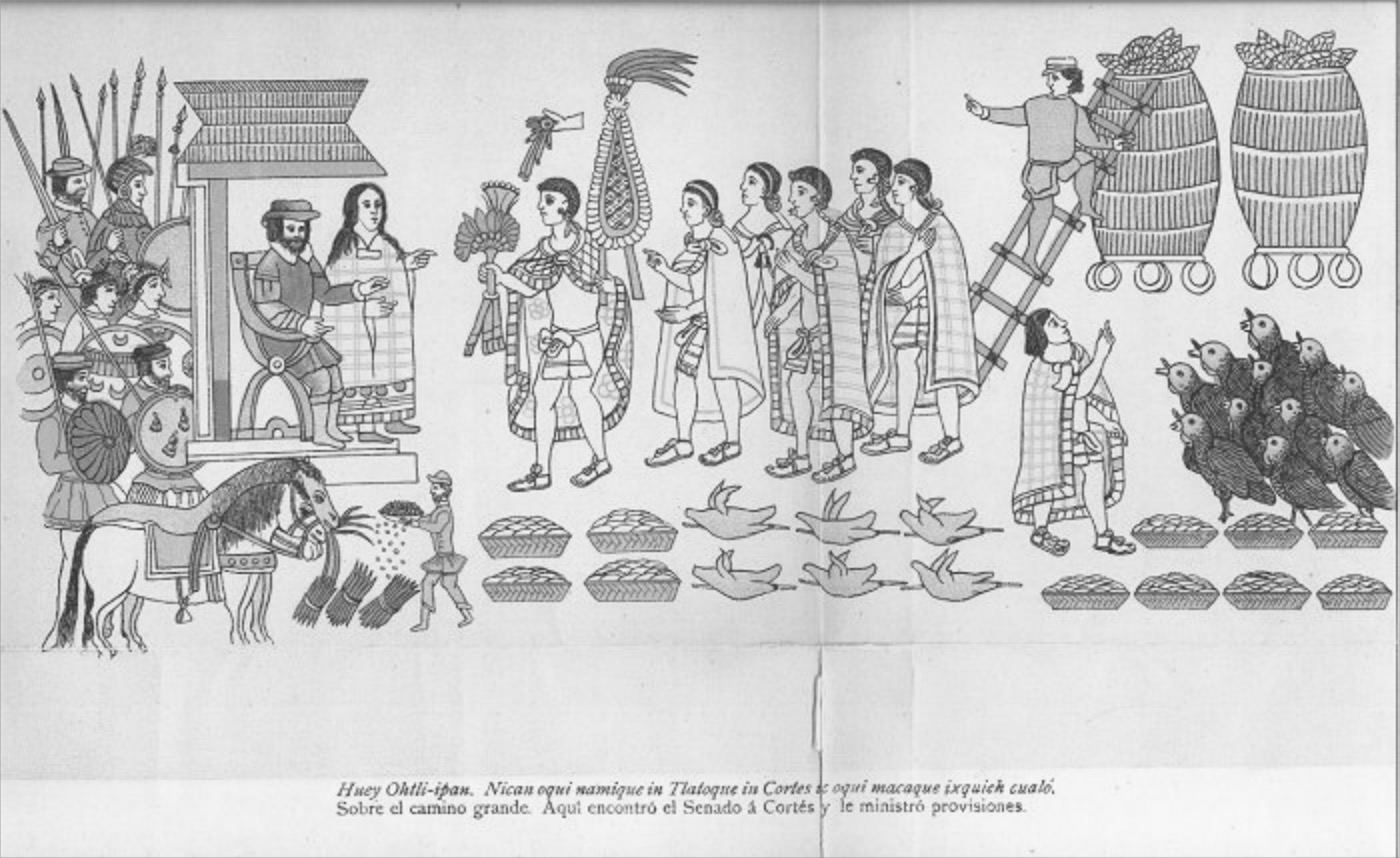 Huey Ohtli-ipan. Nican oqui namique in Tlatoque in Cortes ic oqui macaque ixquich cualó.
Sobre el camino grande. Aquí encontró el Senado á Cortés y le ministró provisiones.